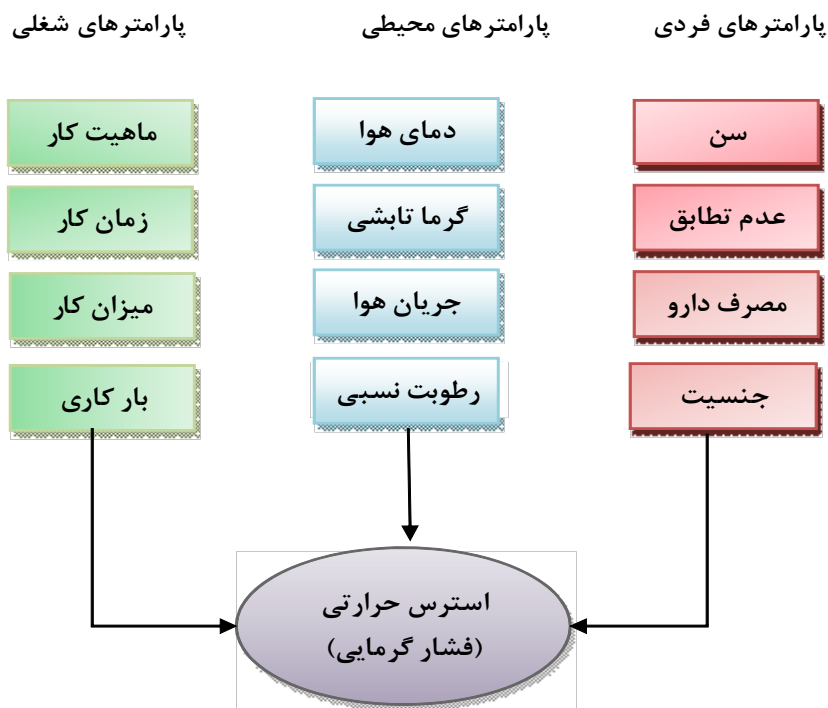 پارامترهای فردی
پارامترهای محیطی
پارامترهای شغلی
سن
دمای هوا
ماهیت کار
عدم تطابق
گرما تابشی
زمان کار
مصرف دارو
جریان هوا
میزان کار
جنسیت
رطوبت نسبی
بار کاری
استرس حرارتی
(فشار گرمایی)